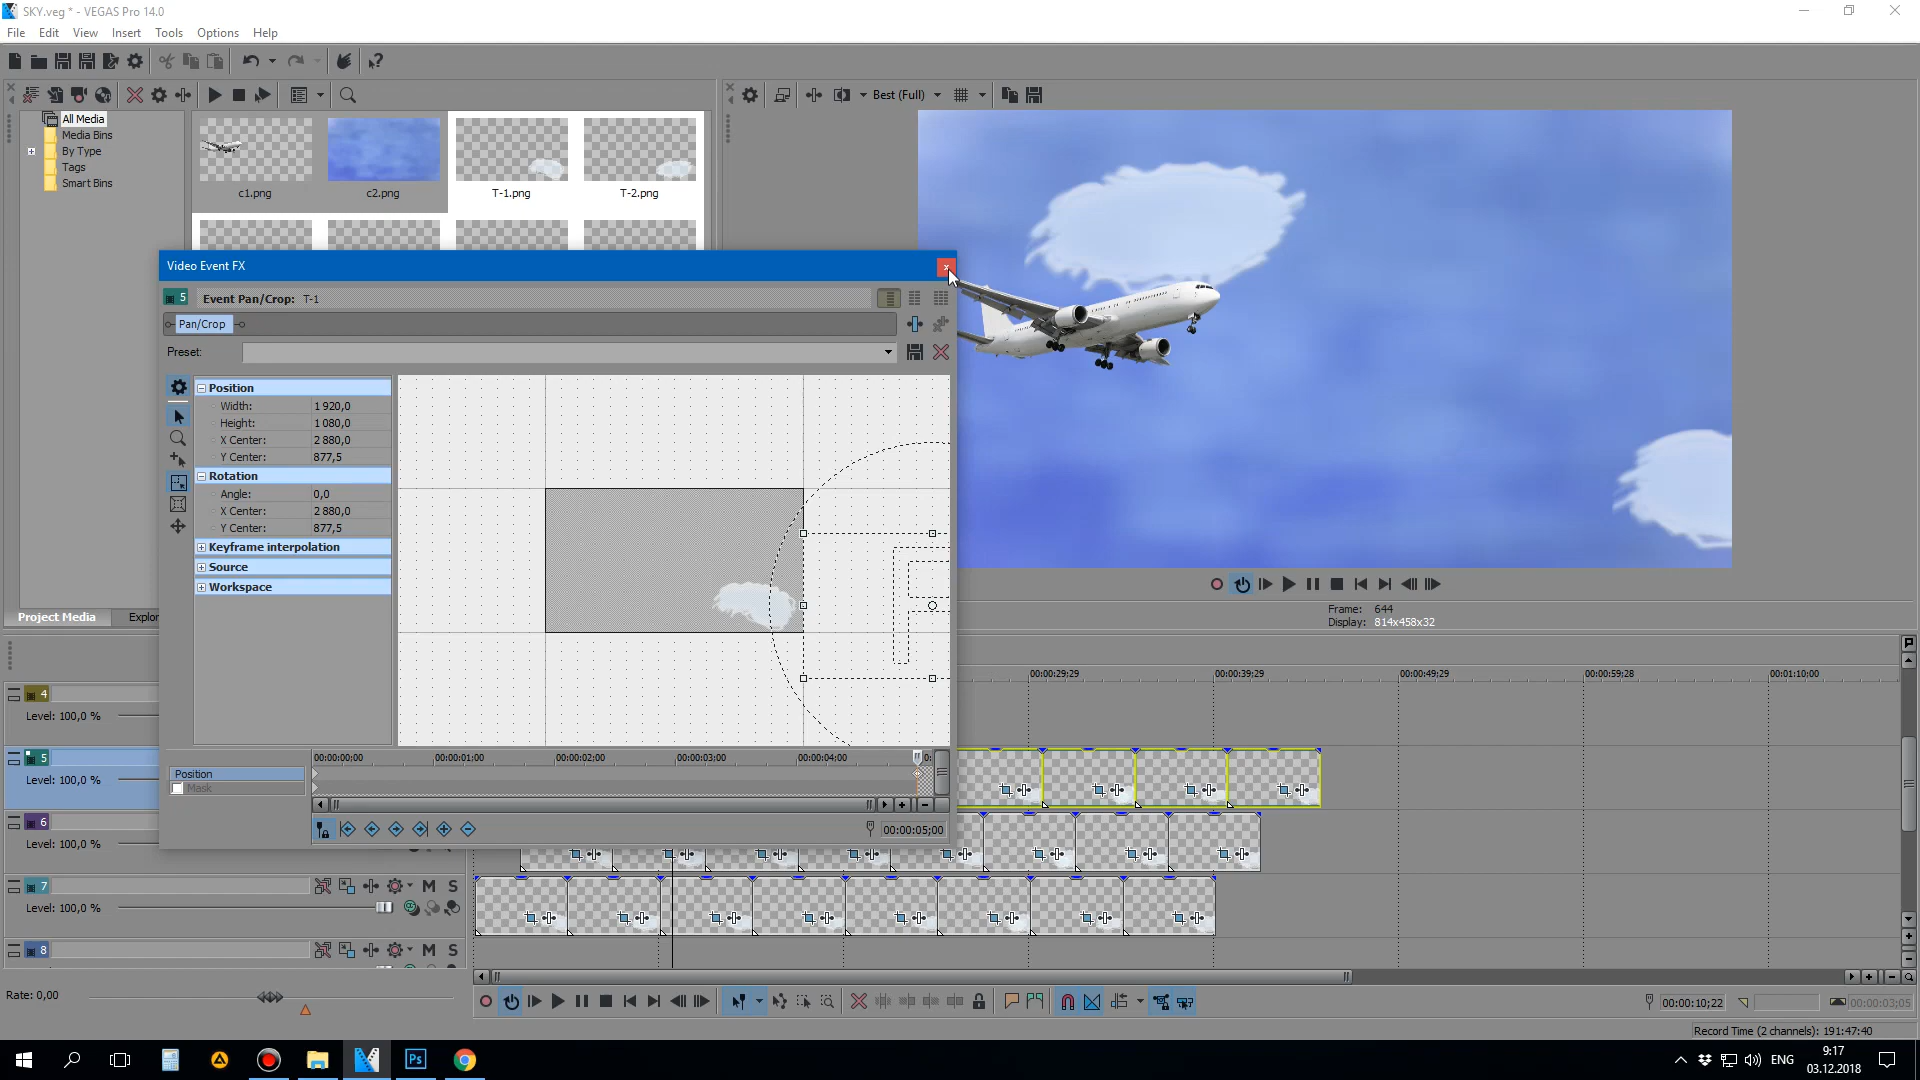 SKY.veg * - VEGAS Pro 14.0
File Edit View Insert Tools Options Help
Best (Full)
All Media
Media Bins
By Type
Tags
Smart Bins
c1.png c2.png T-1.png T-2.png
Video Event FX
5 Event Pan/Crop: T-1
Pan/Crop
Preset:
Position
Width: 1 920,0
Height: 1 080,0
X Center: 2 880,0
Y Center: 877,5
Rotation
Angle: 0,0
X Center: 2 880,0
Y Center: 877,5
Keyframe interpolation
Source
Workspace
Project Media Explor
Frame: 644
Display: 814x458x32
00:00:29;29 00:00:39;29 00:00:49;29 00:00:59;28 00:01:10;00
4
Level: 100,0 %
5
Level: 100,0 %
6
Level: 100,0 %
7 M S
Level: 100,0 %
8 M S
00:00:00;00 00:00:01;00 00:00:02;00 00:00:03;00 00:00:04;00 0:
Position
Mask
00:00:05;00
Rate: 0,00
00:00:10;22 00:00:03;05
Record Time (2 channels): 191:47:40
Ps
ENG
9:17
03.12.2018